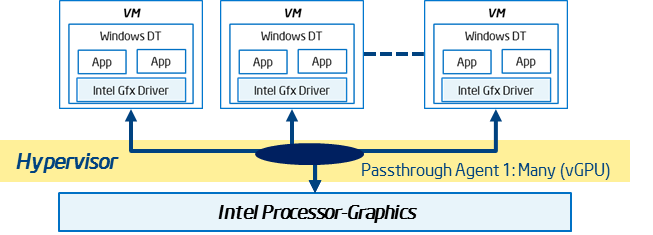 VM
Windows DT
App App
Intel Gfx Driver
VM
Windows DT
App App
Intel Gfx Driver
VM
Windows DT
App App
Intel Gfx Driver
Hypervisor
Passthrough Agent 1: Many (vGPU)
Intel Processor-Graphics